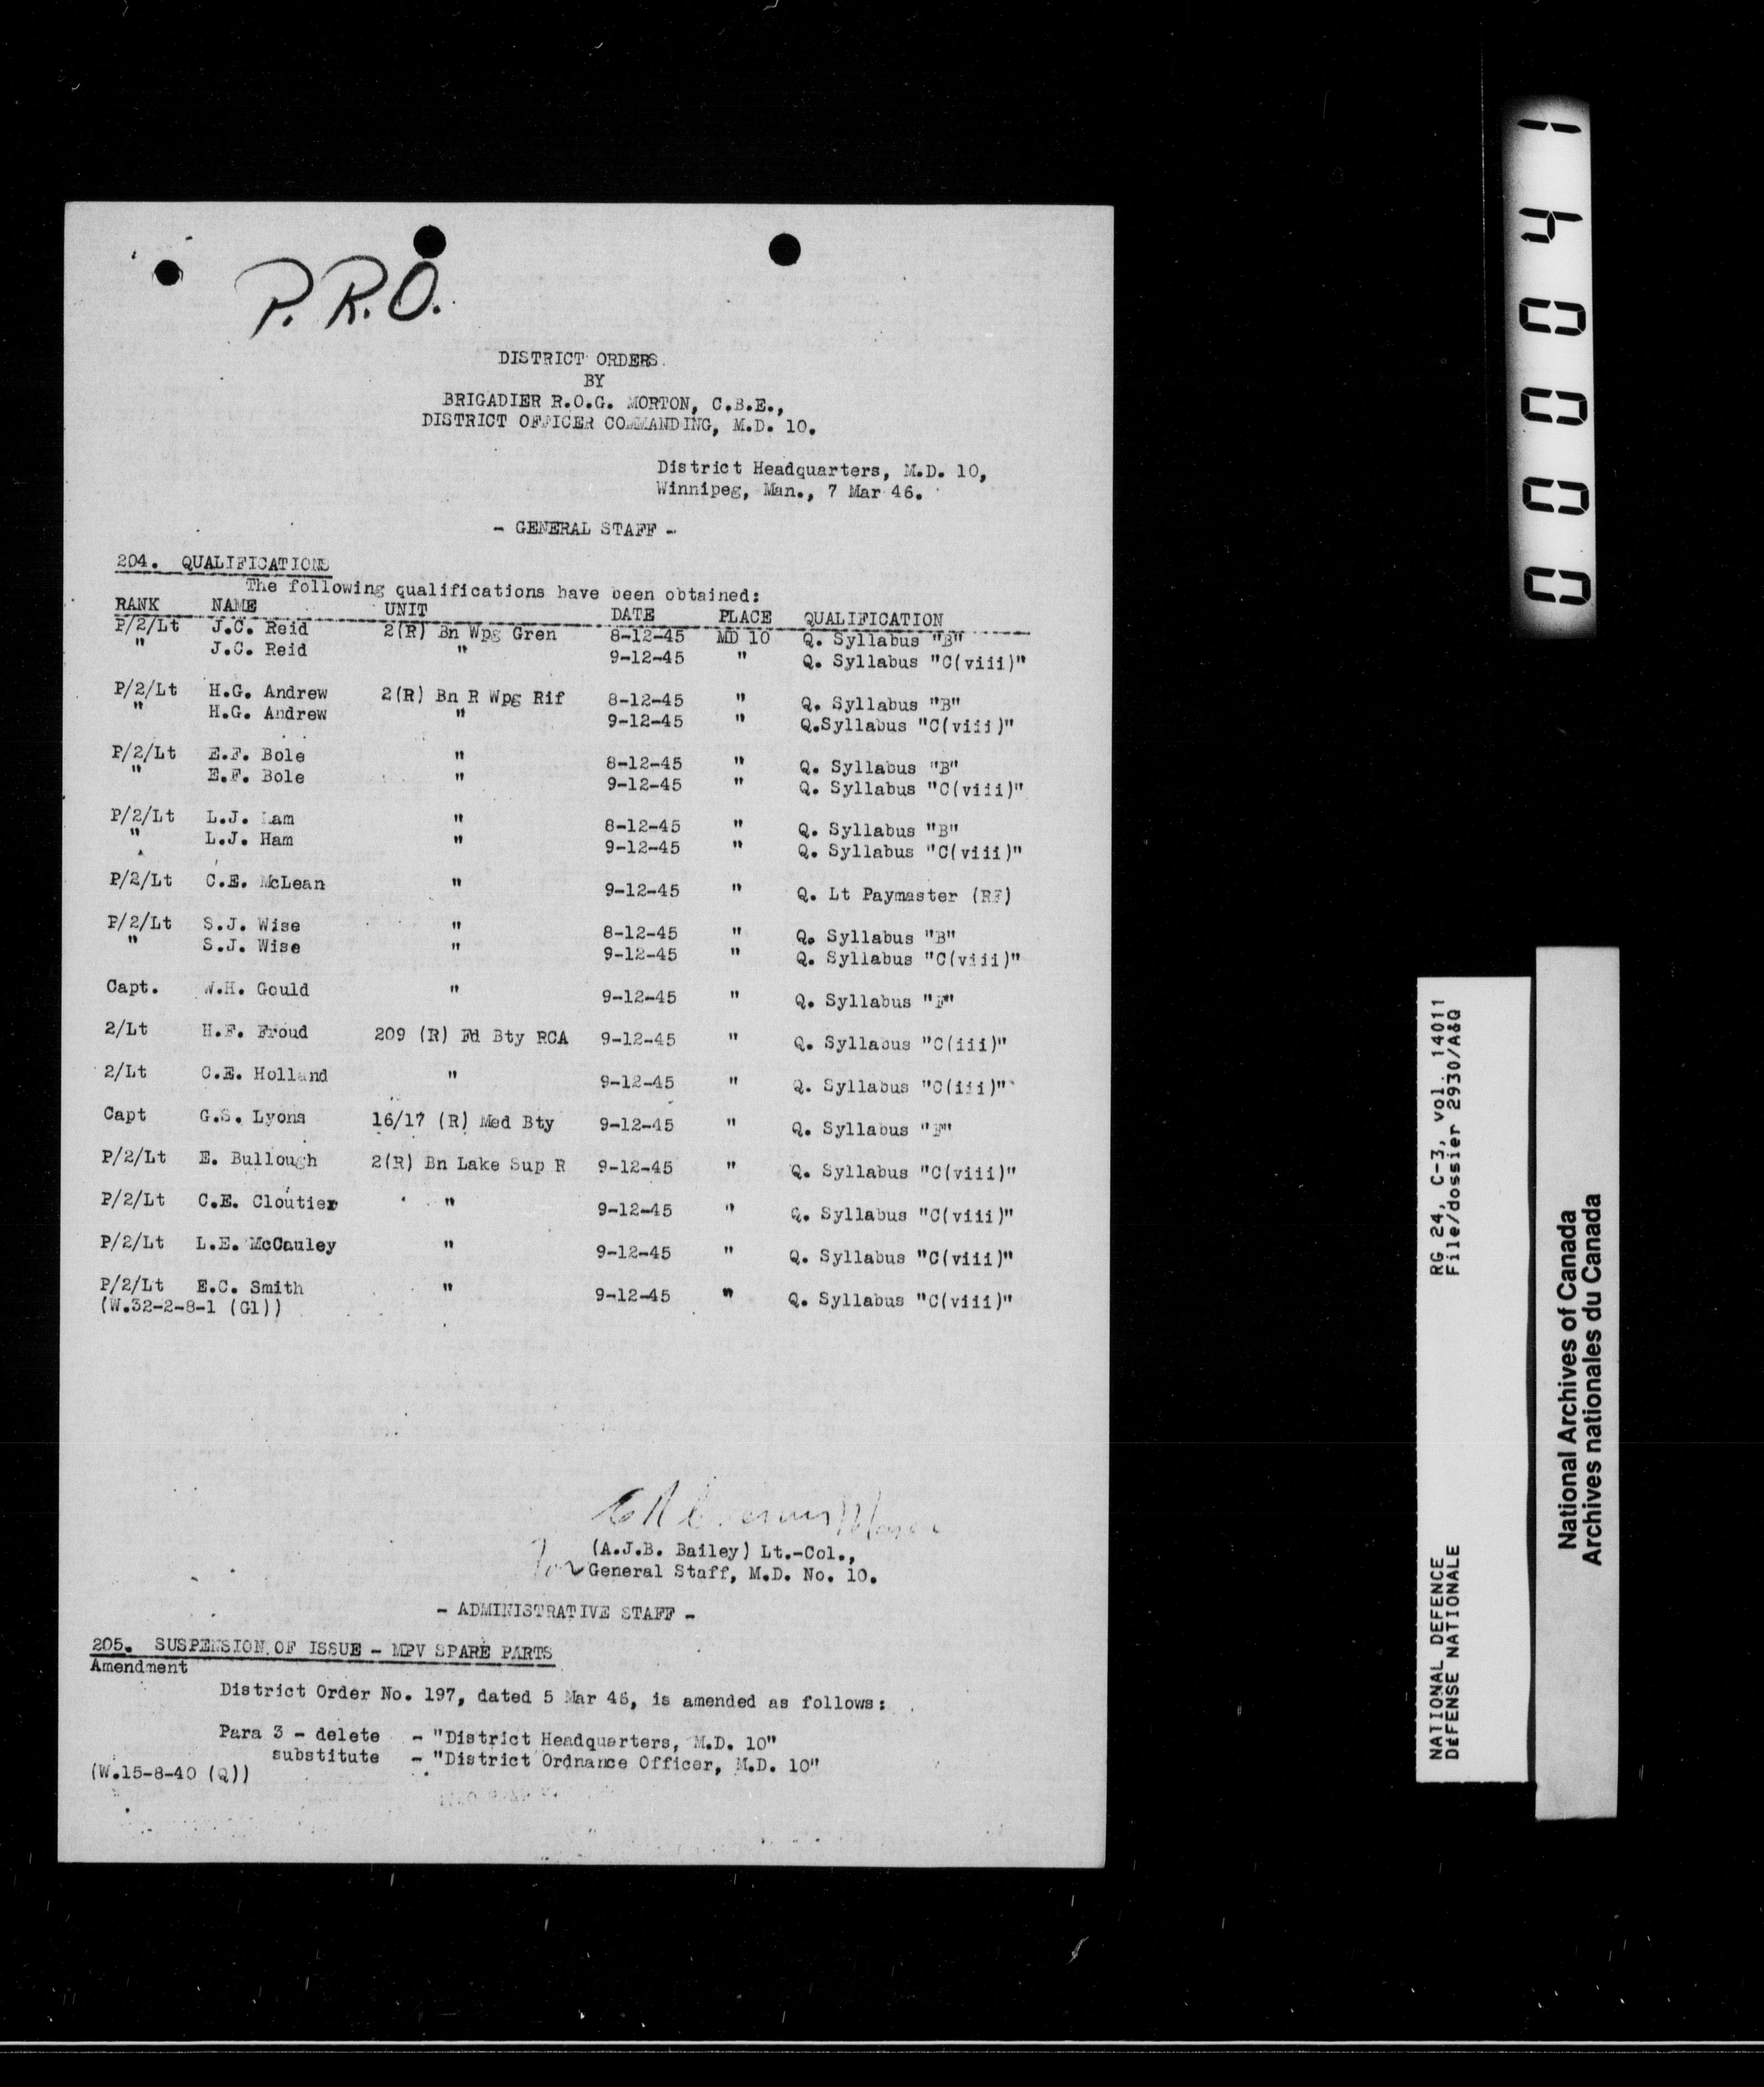 P.R.O.
DISTRICT ORDERS.
BY
BRIGADIER R.O.G. MORTON, C.B.E.,
DISTRICT OFFICER COMMANDING, M.D. 10.
District Headquarters, M.D. 10,
Winnipeg, Man., 7 Mar 46.
- GENERAL STAFF -
204. QUALIFICATIONS
The following qualifications have been obtained:
RANK NAME UNIT DATE PLACE QUALIFICATION
P/2/Lt J.C. Reid 2(R) Bn Wpg Gren 8-12-45 MD 10 Q. Syllabus "B"
" J.C. Reid " 9-12-45 " Q. Syllabus "C(viii)"
P/2/Lt H.G. Andrew 2(R) Bn R Wpg Rif 8-12-45 " Q. Syllabus "B"
" H.G. Andrew " 9-12-45 " Q.Syllabus "C(viii)"
P/2/Lt E.F. Bole " 8-12-45 " Q. Syllabus "B"
" E.F. Bole " 9-12-45 " Q. Syllabus "C(viii)"
P/2/Lt L.J. Ham " 8-12-45 " Q. Syllabus "B"
" L.J. Ham " 9-12-45 " Q. Syllabus "C(viii)"
P/2/Lt C.E. McLean " 9-12-45 " Q. Lt Paymaster (RF)
P/2/Lt S.J. Wise " 8-12-45 " Q. Syllabus "B"
" S.J. Wise " 9-12-45 " Q. Syllabus "C(viii)"
Capt. W.H. Gould " 9-12-45 " Q. Syllabus "F"
2/Lt H.F. Froud 209 (R) Fd Bty RCA 9-12-45 " Q. Syllabus "C(iii)"
2/Lt C.E. Holland " 9-12-45 " Q. Syllabus "C(iii)"
Capt G.S. Lyons 16/17 (R) Med Bty 9-12-45 " Q. Syllabus "F"
P/2/Lt E. Bullough 2(R) Bn Lake Sup R 9-12-45 " Q. Syllabus "C(viii)"
P/2/Lt C.E. Cloutier " 9-12-45 " Q. Syllabus "C(viii)"
P/2/Lt L.E. McCauley " 9-12-45 " Q. Syllabus "C(viii)"
P/2/Lt E.C. Smith " 9-12-45 " Q. Syllabus "C(viii)"
(W.32-2-8-1 (G1))
(A.J.B. Bailey) Lt.-Col.,
for General Staff, M.D. No. 10.
- ADMINISTRATIVE STAFF -
205. SUSPENSION OF ISSUE - MPV SPARE PARTS
Amendment
District Order No. 197, dated 5 Mar 46, is amended as follows:
Para 3 - delete - "District Headquarters, M.D. 10"
substitute - "District Ordnance Officer, M.D. 10"
(W.15-8-40 (Q))
000041
NATIONAL DEFENCE RG 24, C-3, vol. 14011
DÉFENSE NATIONALE File/dossier 2930/A&Q
National Archives of Canada
Archives nationales du Canada